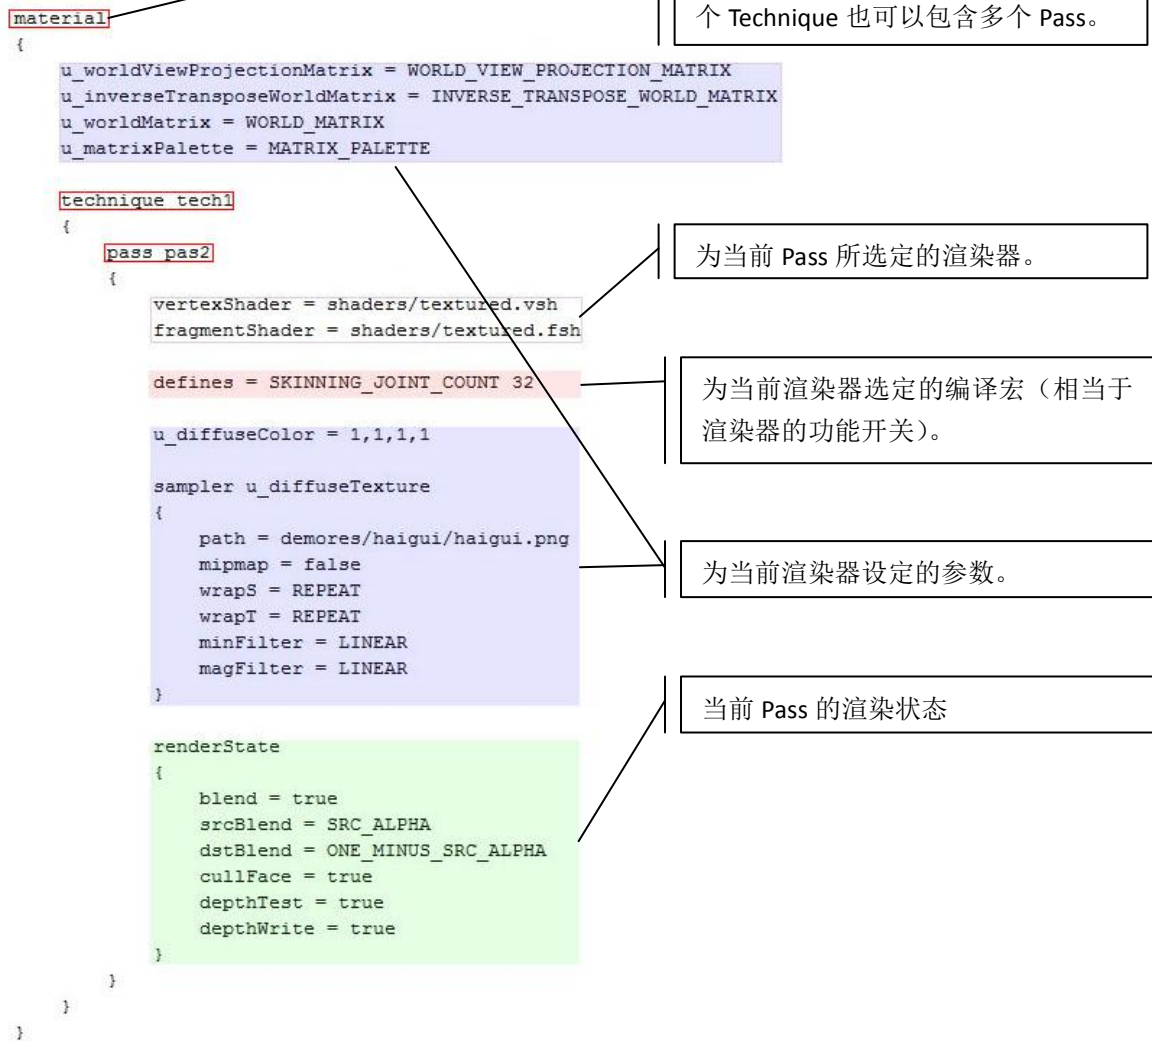 个 Technique 也可以包含多个 Pass。
material
{
u_worldViewProjectionMatrix = WORLD_VIEW_PROJECTION_MATRIX
u_inverseTransposeWorldMatrix = INVERSE_TRANSPOSE_WORLD_MATRIX
u_worldMatrix = WORLD_MATRIX
u_matrixPalette = MATRIX_PALETTE
technique tech1
{
pass pas2
{
为当前 Pass 所选定的渲染器。
vertexShader = shaders/textured.vsh
fragmentShader = shaders/textured.fsh
defines = SKINNING_JOINT_COUNT 32
为当前渲染器选定的编译宏（相当于
渲染器的功能开关）。
u_diffuseColor = 1,1,1,1
sampler u_diffuseTexture
{
path = demores/haigui/haigui.png
mipmap = false
wrapS = REPEAT
wrapT = REPEAT
minFilter = LINEAR
magFilter = LINEAR
}
为当前渲染器设定的参数。
当前 Pass 的渲染状态
renderState
{
blend = true
srcBlend = SRC_ALPHA
dstBlend = ONE_MINUS_SRC_ALPHA
cullFace = true
depthTest = true
depthWrite = true
}
}
}
}